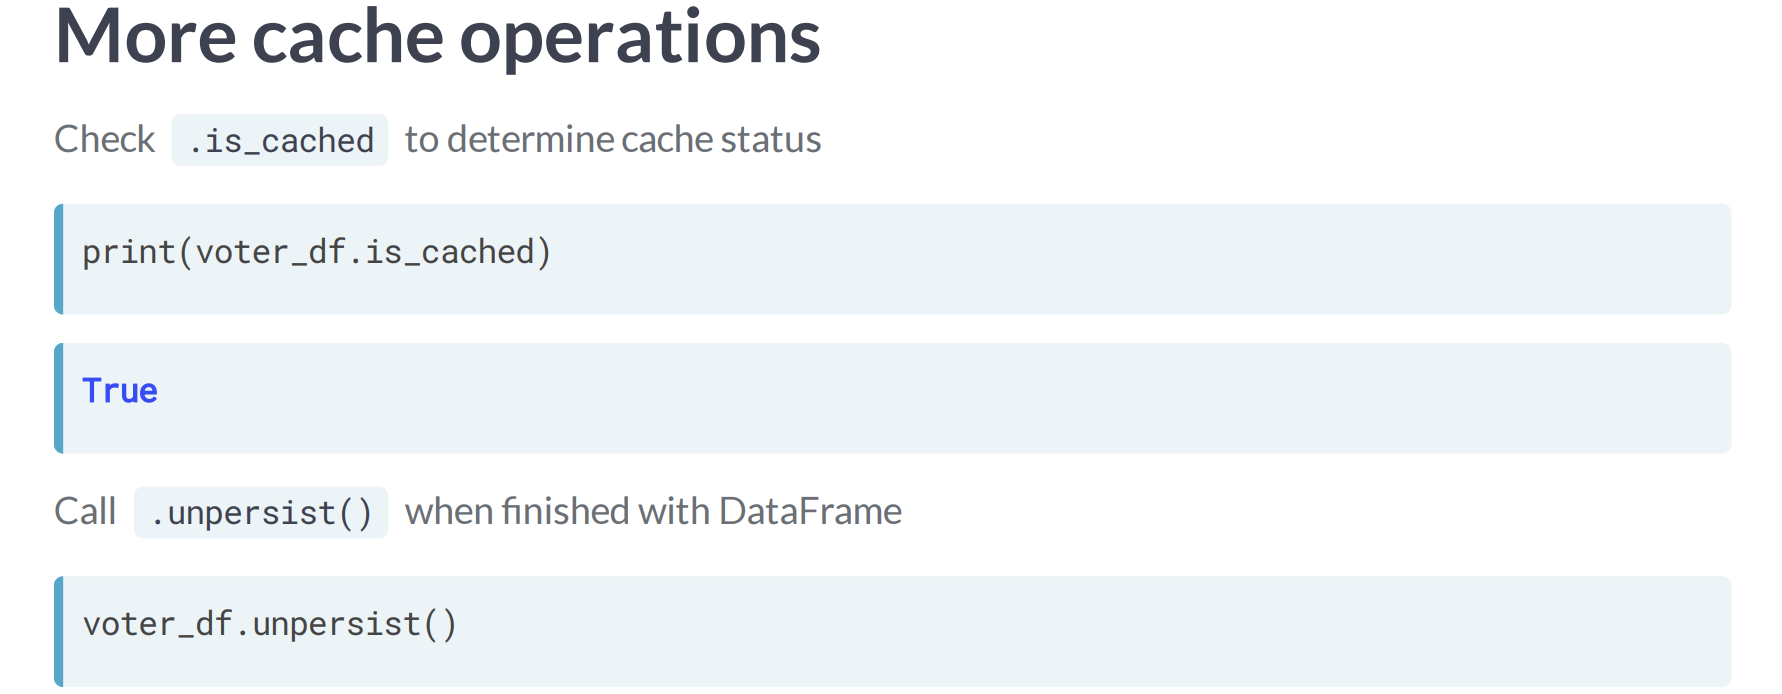 More cache operations
Check .is_cached to determine cache status
print(voter_df.is_cached)
True
Call .unpersist() when finished with DataFrame
voter_df.unpersist()